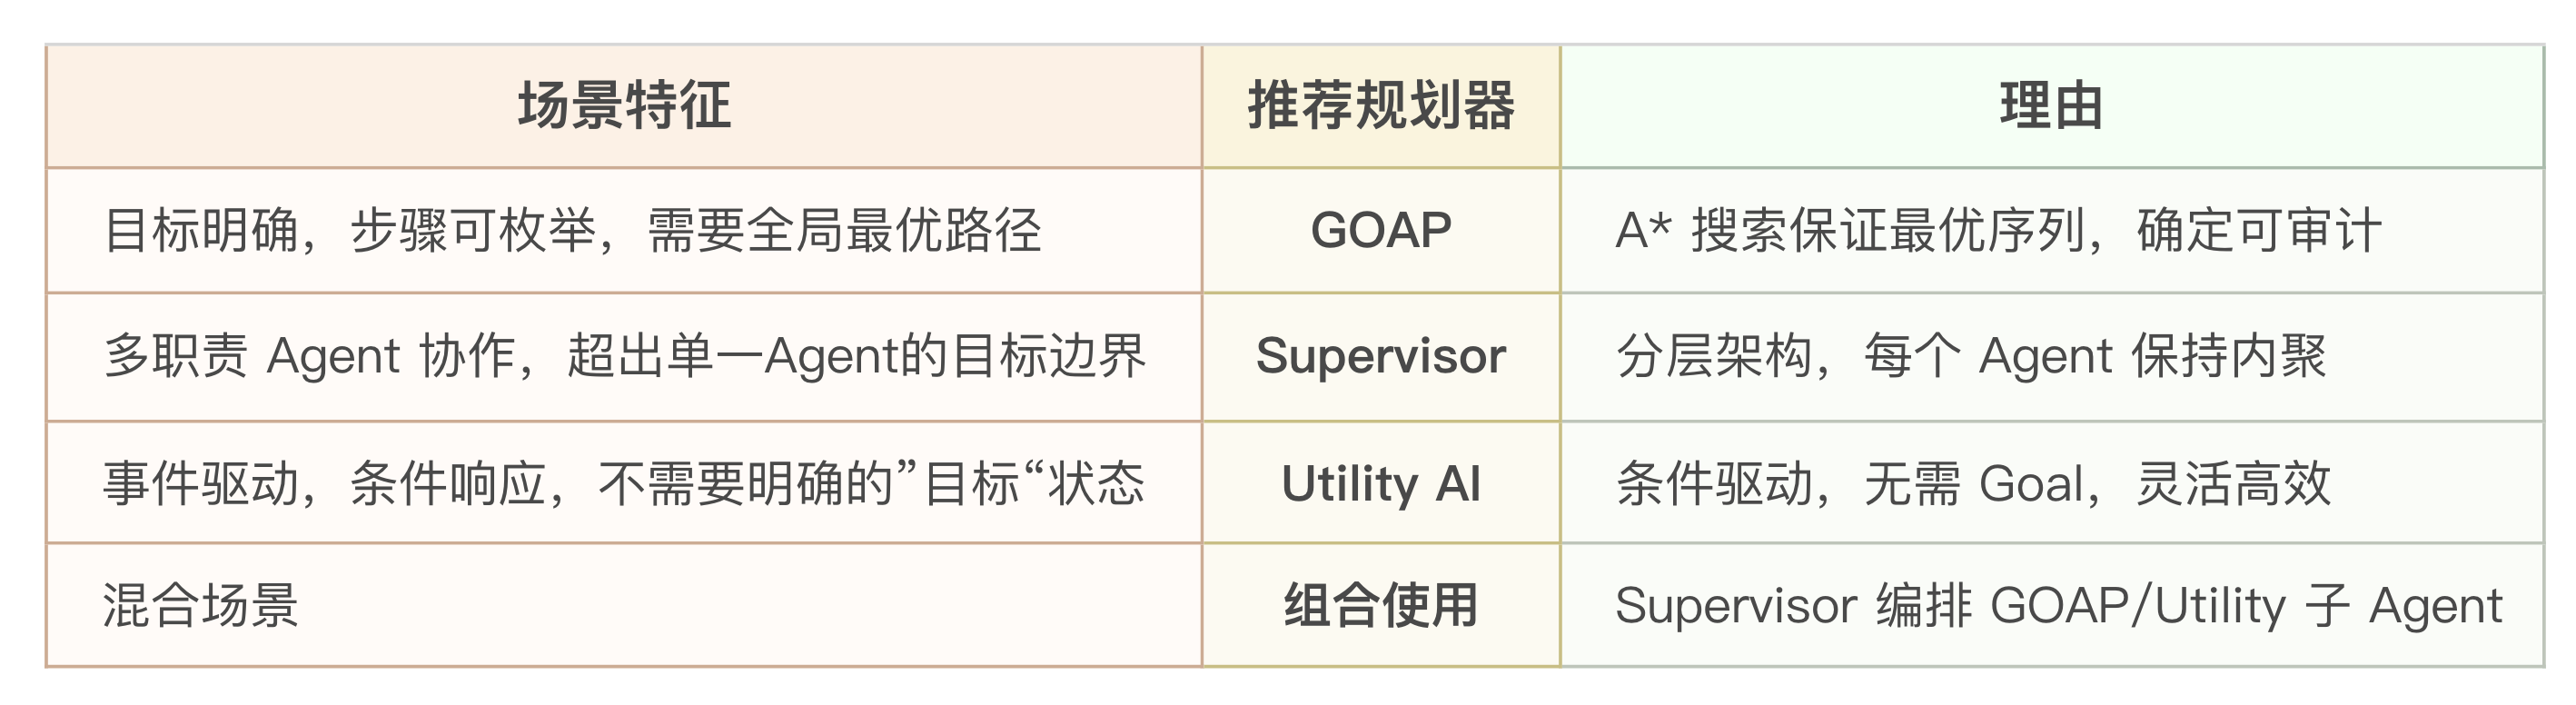 场景特征 推荐规划器 理由
目标明确，步骤可枚举，需要全局最优路径 GOAP A* 搜索保证最优序列，确定可审计
多职责 Agent 协作，超出单一Agent的目标边界 Supervisor 分层架构，每个 Agent 保持内聚
事件驱动，条件响应，不需要明确的”目标“状态 Utility AI 条件驱动，无需 Goal，灵活高效
混合场景 组合使用 Supervisor 编排 GOAP/Utility 子 Agent